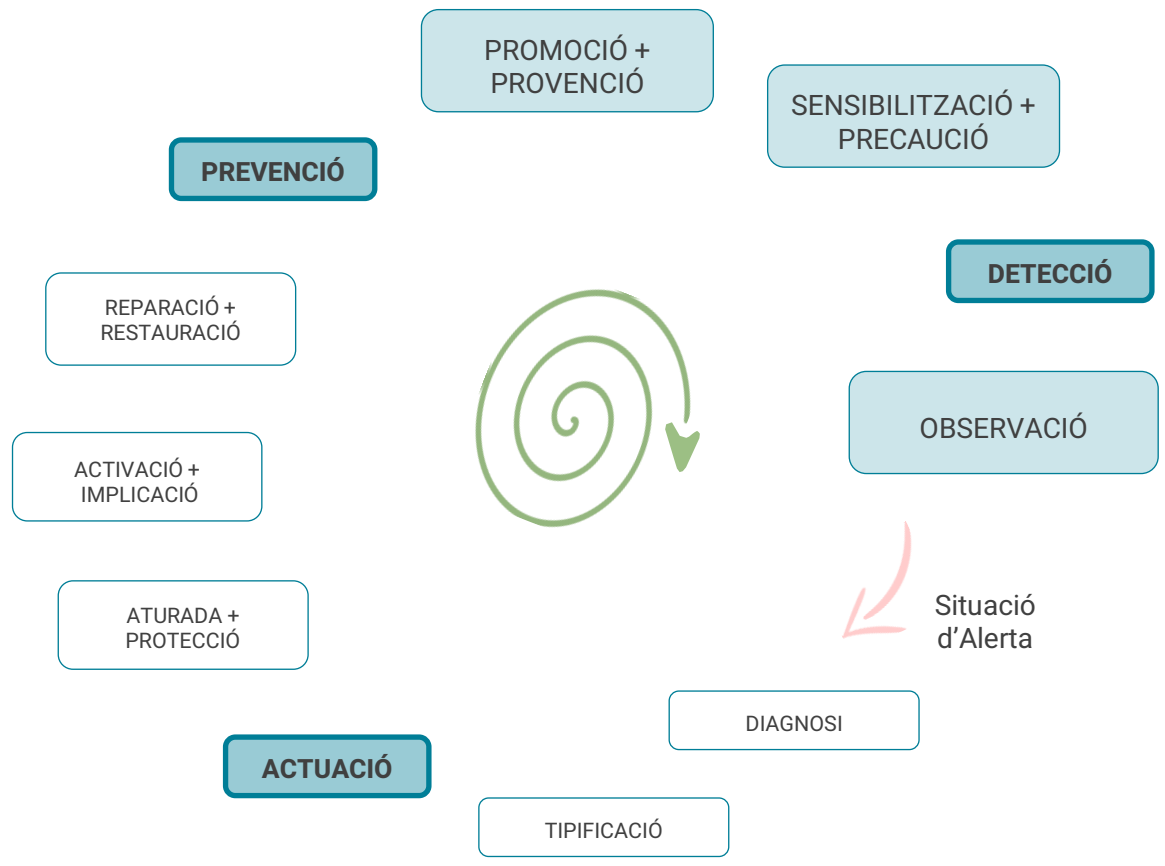 PROMOCIÓ +
PROVENCIÓ
SENSIBILITZACIÓ +
PRECAUCIÓ
PREVENCIÓ
DETECCIÓ
REPARACIÓ +
RESTAURACIÓ
OBSERVACIÓ
ACTIVACIÓ +
IMPLICACIÓ
Situació
d’Alerta
ATURADA +
PROTECCIÓ
DIAGNOSI
ACTUACIÓ
TIPIFICACIÓ